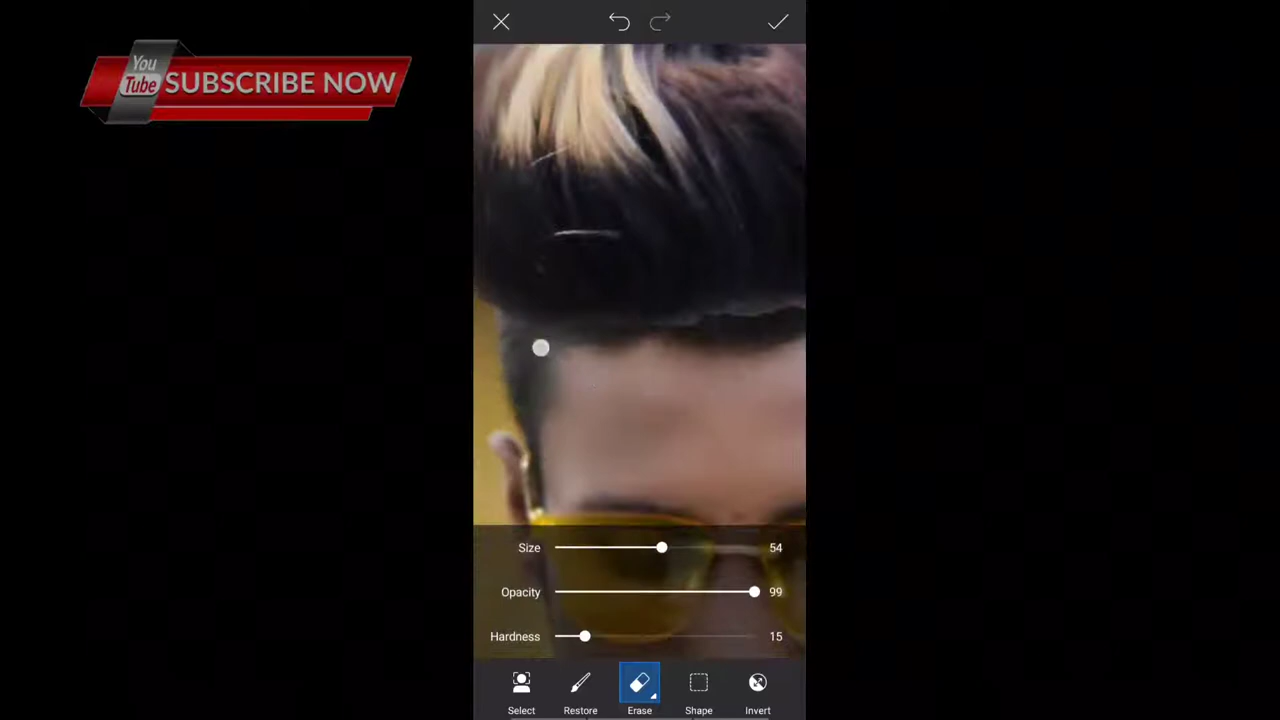 You
Tube
SUBSCRIBE NOW
Size 54
Opacity 99
Hardness 15
Select Restore Erase Shape Invert